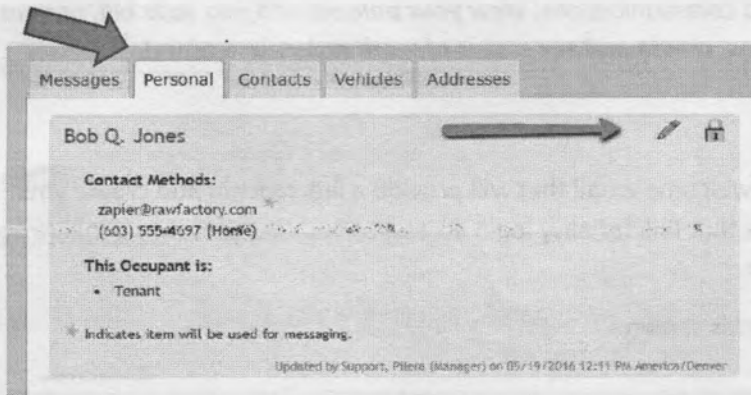 Messages Personal Contacts Vehicles Addresses
Bob Q. Jones
Contact Methods:
zapier@rawfactory.com *
(603) 555-4697 (Home)
This Occupant is:
• Tenant
* Indicates item will be used for messaging.
Updated by Support, Pilera (Manager) on 05/19/2016 12:11 PM America/Denver